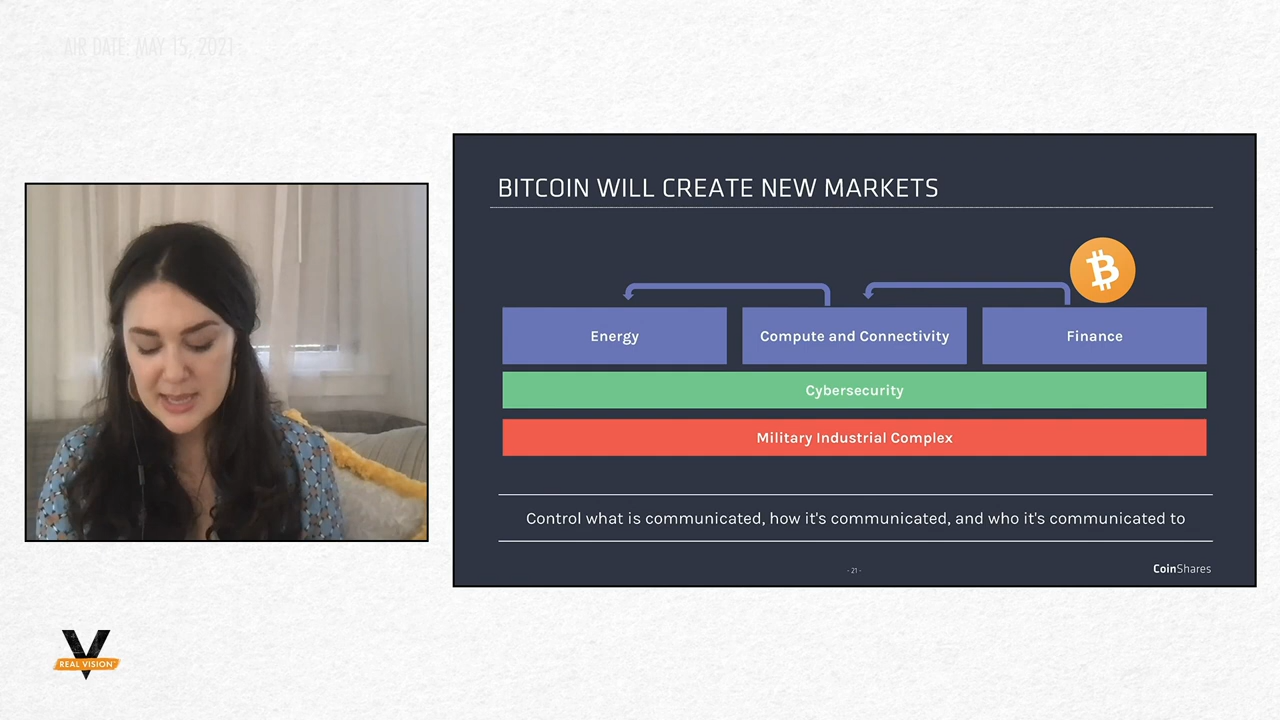 AIR DATE: MAY 15, 2021
BITCOIN WILL CREATE NEW MARKETS
Energy
Compute and Connectivity
Finance
Cybersecurity
Military Industrial Complex
Control what is communicated, how it's communicated, and who it's communicated to
- 21 -
CoinShares
REAL VISION™